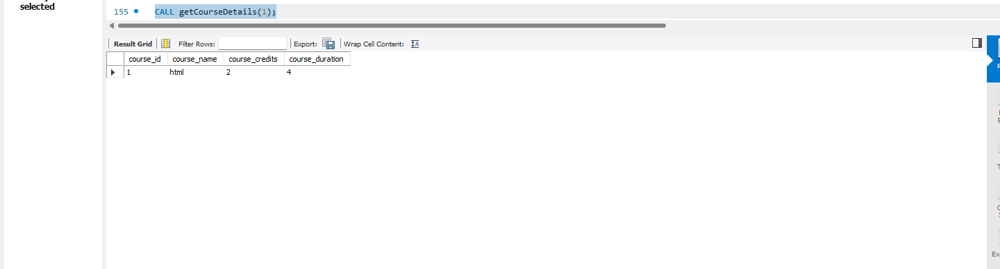 selected
155 CALL getCourseDetails(1);
Result Grid Filter Rows: Export: Wrap Cell Content:
course_id course_name course_credits course_duration
1 html 2 4